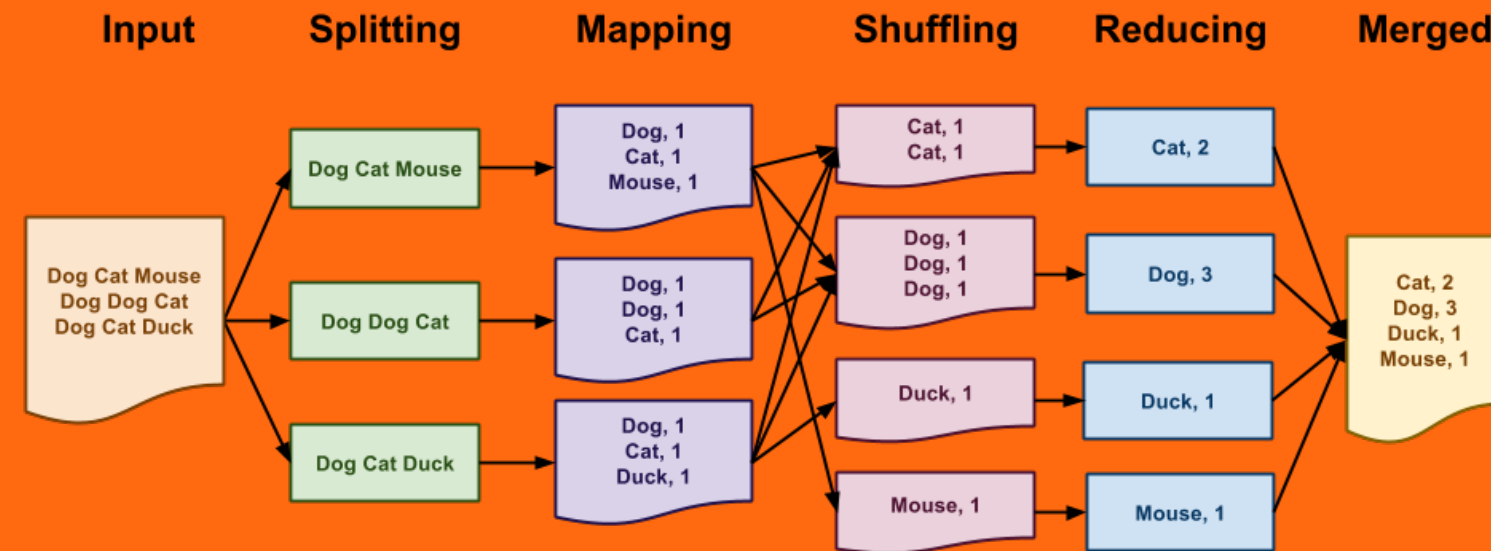 Input
Splitting
Mapping
Shuffling
Reducing
Merged
Dog Cat Mouse
Dog Dog Cat
Dog Cat Duck
Dog Cat Mouse
Dog Dog Cat
Dog Cat Duck
Dog, 1
Cat, 1
Mouse, 1
Dog, 1
Dog, 1
Cat, 1
Dog, 1
Cat, 1
Duck, 1
Cat, 1
Cat, 1
Dog, 1
Dog, 1
Dog, 1
Duck, 1
Mouse, 1
Cat, 2
Dog, 3
Duck, 1
Mouse, 1
Cat, 2
Dog, 3
Duck, 1
Mouse, 1